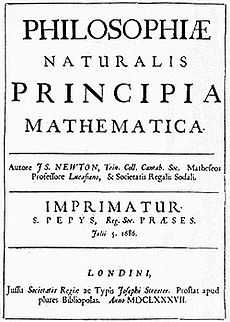 PHILOSOPHIÆ
NATURALIS
PRINCIPIA
MATHEMATICA.
Autore JS. NEWTON, Trin. Coll. Cantab. Soc. Matheseos
Professore Lucasiano, & Societatis Regalis Sodali.
IMPRIMATUR.
S. PEPYS, Reg. Soc. PRÆSES.
Julii 5. 1686.
LONDINI,
Jussu Societatis Regiæ ac Typis Josephi Streater. Prostat apud
plures Bibliopolas. Anno MDCLXXXVII.